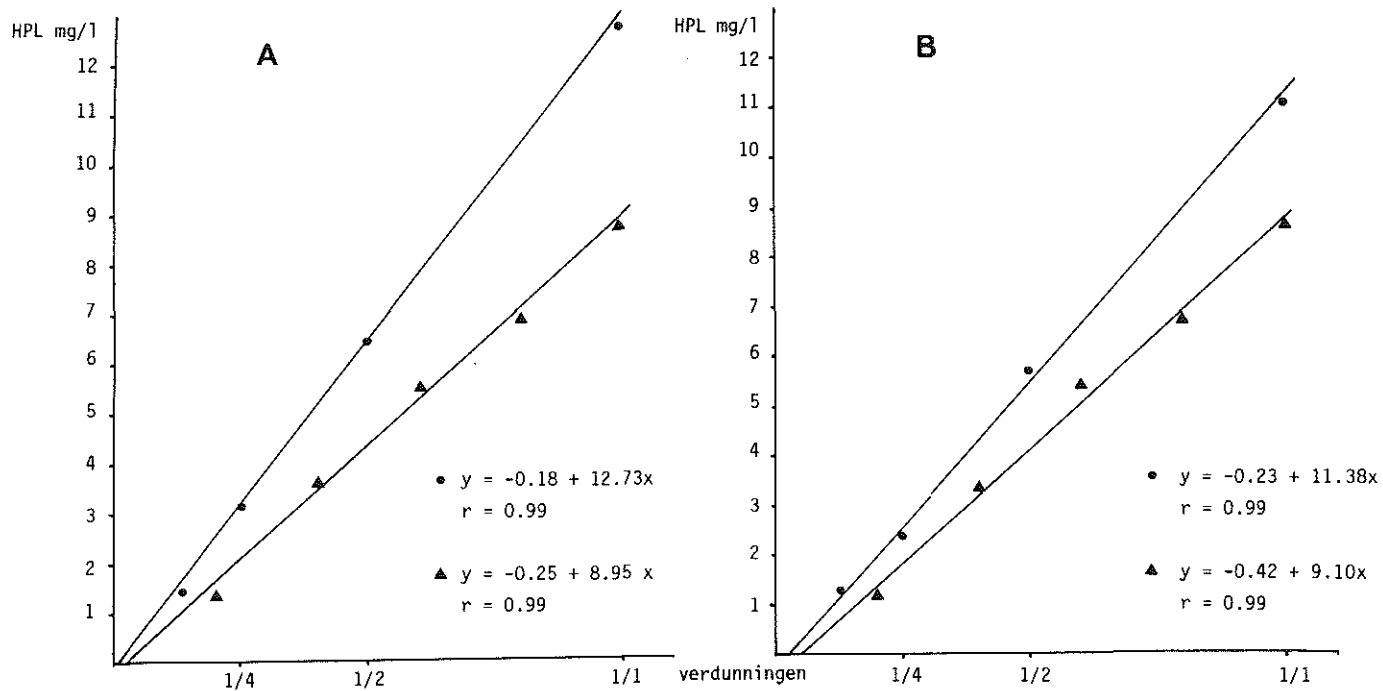 HPL mg/l
A
12
11
10
9
8
7
6
5
4
3
2
1
1/4 1/2 1/1
● y = -0.18 + 12.73x
r = 0.99
▲ y = -0.25 + 8.95 x
r = 0.99
verdunningen
HPL mg/l
B
12
11
10
9
8
7
6
5
4
3
2
1
1/4 1/2 1/1
● y = -0.23 + 11.38x
r = 0.99
▲ y = -0.42 + 9.10x
r = 0.99